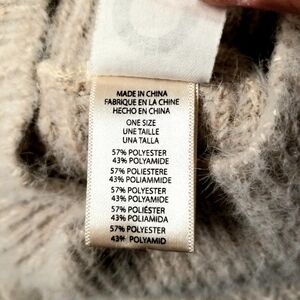 MADE IN CHINA
FABRIQUE EN LA CHINE
HECHO EN CHINA
ONE SIZE
UNE TAILLE
UNA TALLA
57% POLYESTER
43% POLYAMIDE
57% POLIESTERE
43% POLIAMMIDE
57% POLYESTER
43% POLYAMIDE
57% POLIÉSTER
43% POLIAMIDA
57% POLYESTER
43% POLYAMID